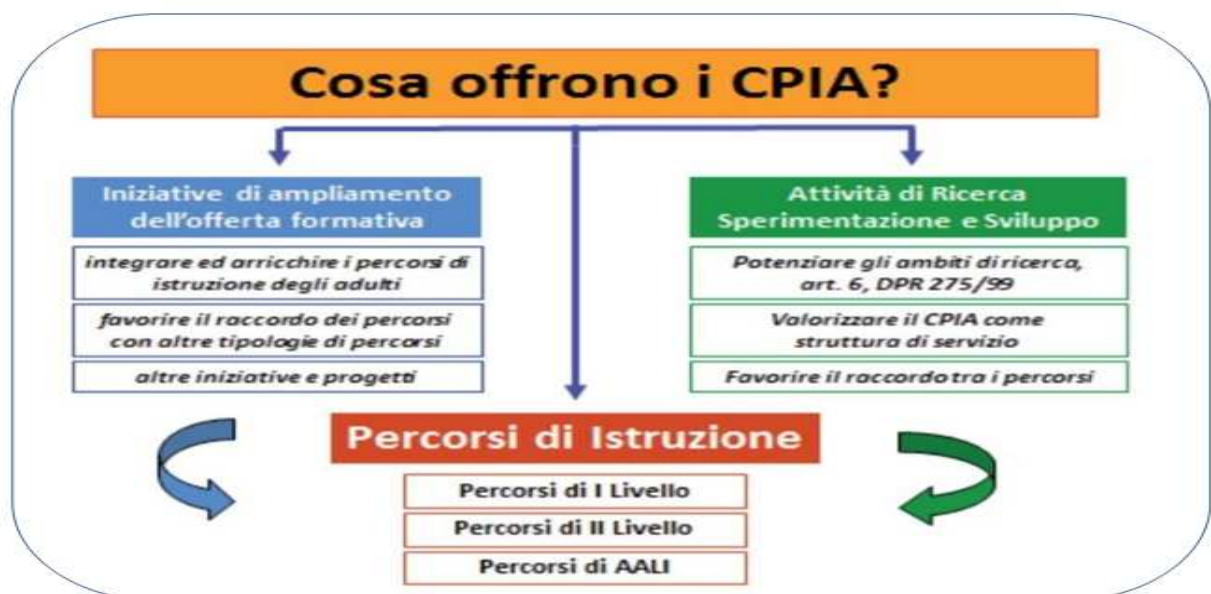 Cosa offrono i CPIA?
Iniziative di ampliamento
dell'offerta formativa
integrare ed arricchire i percorsi di
istruzione degli adulti
favorire il raccordo dei percorsi
con altre tipologie di percorsi
altre iniziative e progetti
Attività di Ricerca
Sperimentazione e Sviluppo
Potenziare gli ambiti di ricerca,
art. 6, DPR 275/99
Valorizzare il CPIA come
struttura di servizio
Favorire il raccordo tra i percorsi
Percorsi di Istruzione
Percorsi di I Livello
Percorsi di II Livello
Percorsi di AALI